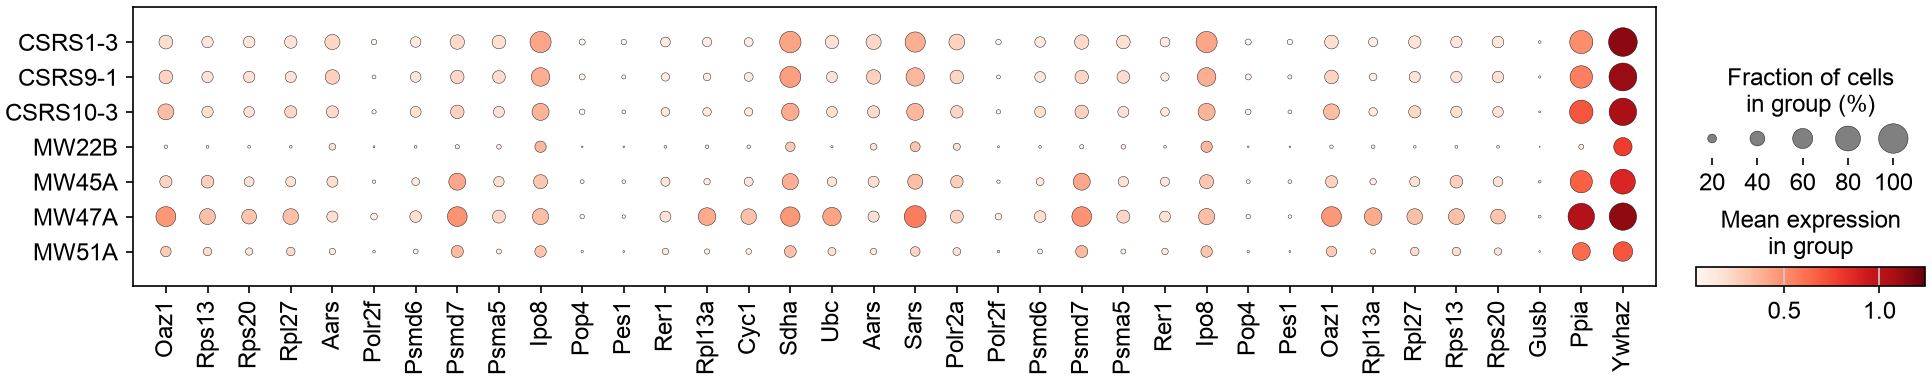 CSRS1-3
CSRS9-1
CSRS10-3
MW22B
MW45A
MW47A
MW51A
Oaz1
Rps13
Rps20
Rpl27
Aars
Polr2f
Psmd6
Psmd7
Psma5
Ipo8
Pop4
Pes1
Rer1
Rpl13a
Cyc1
Sdha
Ubc
Aars
Sars
Polr2a
Polr2f
Psmd6
Psmd7
Psma5
Rer1
Ipo8
Pop4
Pes1
Oaz1
Rpl13a
Rpl27
Rps13
Rps20
Gusb
Ppia
Ywhaz
Fraction of cells
in group (%)
20 40 60 80 100
Mean expression
in group
0.5 1.0